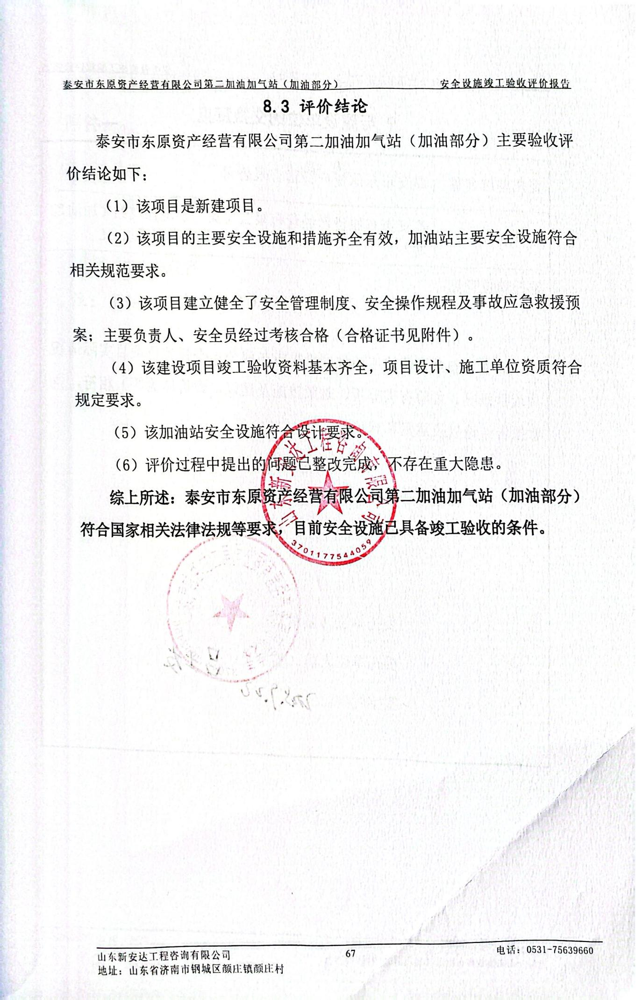 泰安市东原资产经营有限公司第二加油加气站（加油部分） 安全设施竣工验收评价报告
8.3 评价结论
泰安市东原资产经营有限公司第二加油加气站（加油部分）主要验收评
价结论如下：
（1）该项目是新建项目。
（2）该项目的主要安全设施和措施齐全有效，加油站主要安全设施符合
相关规范要求。
（3）该项目建立健全了安全管理制度、安全操作规程及事故应急救援预
案；主要负责人、安全员经过考核合格（合格证书见附件）。
（4）该建设项目竣工验收资料基本齐全，项目设计、施工单位资质符合
规定要求。
（5）该加油站安全设施符合设计要求。
（6）评价过程中提出的问题已整改完成，不存在重大隐患。
综上所述：泰安市东原资产经营有限公司第二加油加气站（加油部分）
符合国家相关法律法规等要求，目前安全设施已具备竣工验收的条件。
山东新安达工程咨询有限公司
3701177544059
山东新安达工程咨询有限公司 67 电话：0531-75639660
地址：山东省济南市钢城区颜庄镇颜庄村